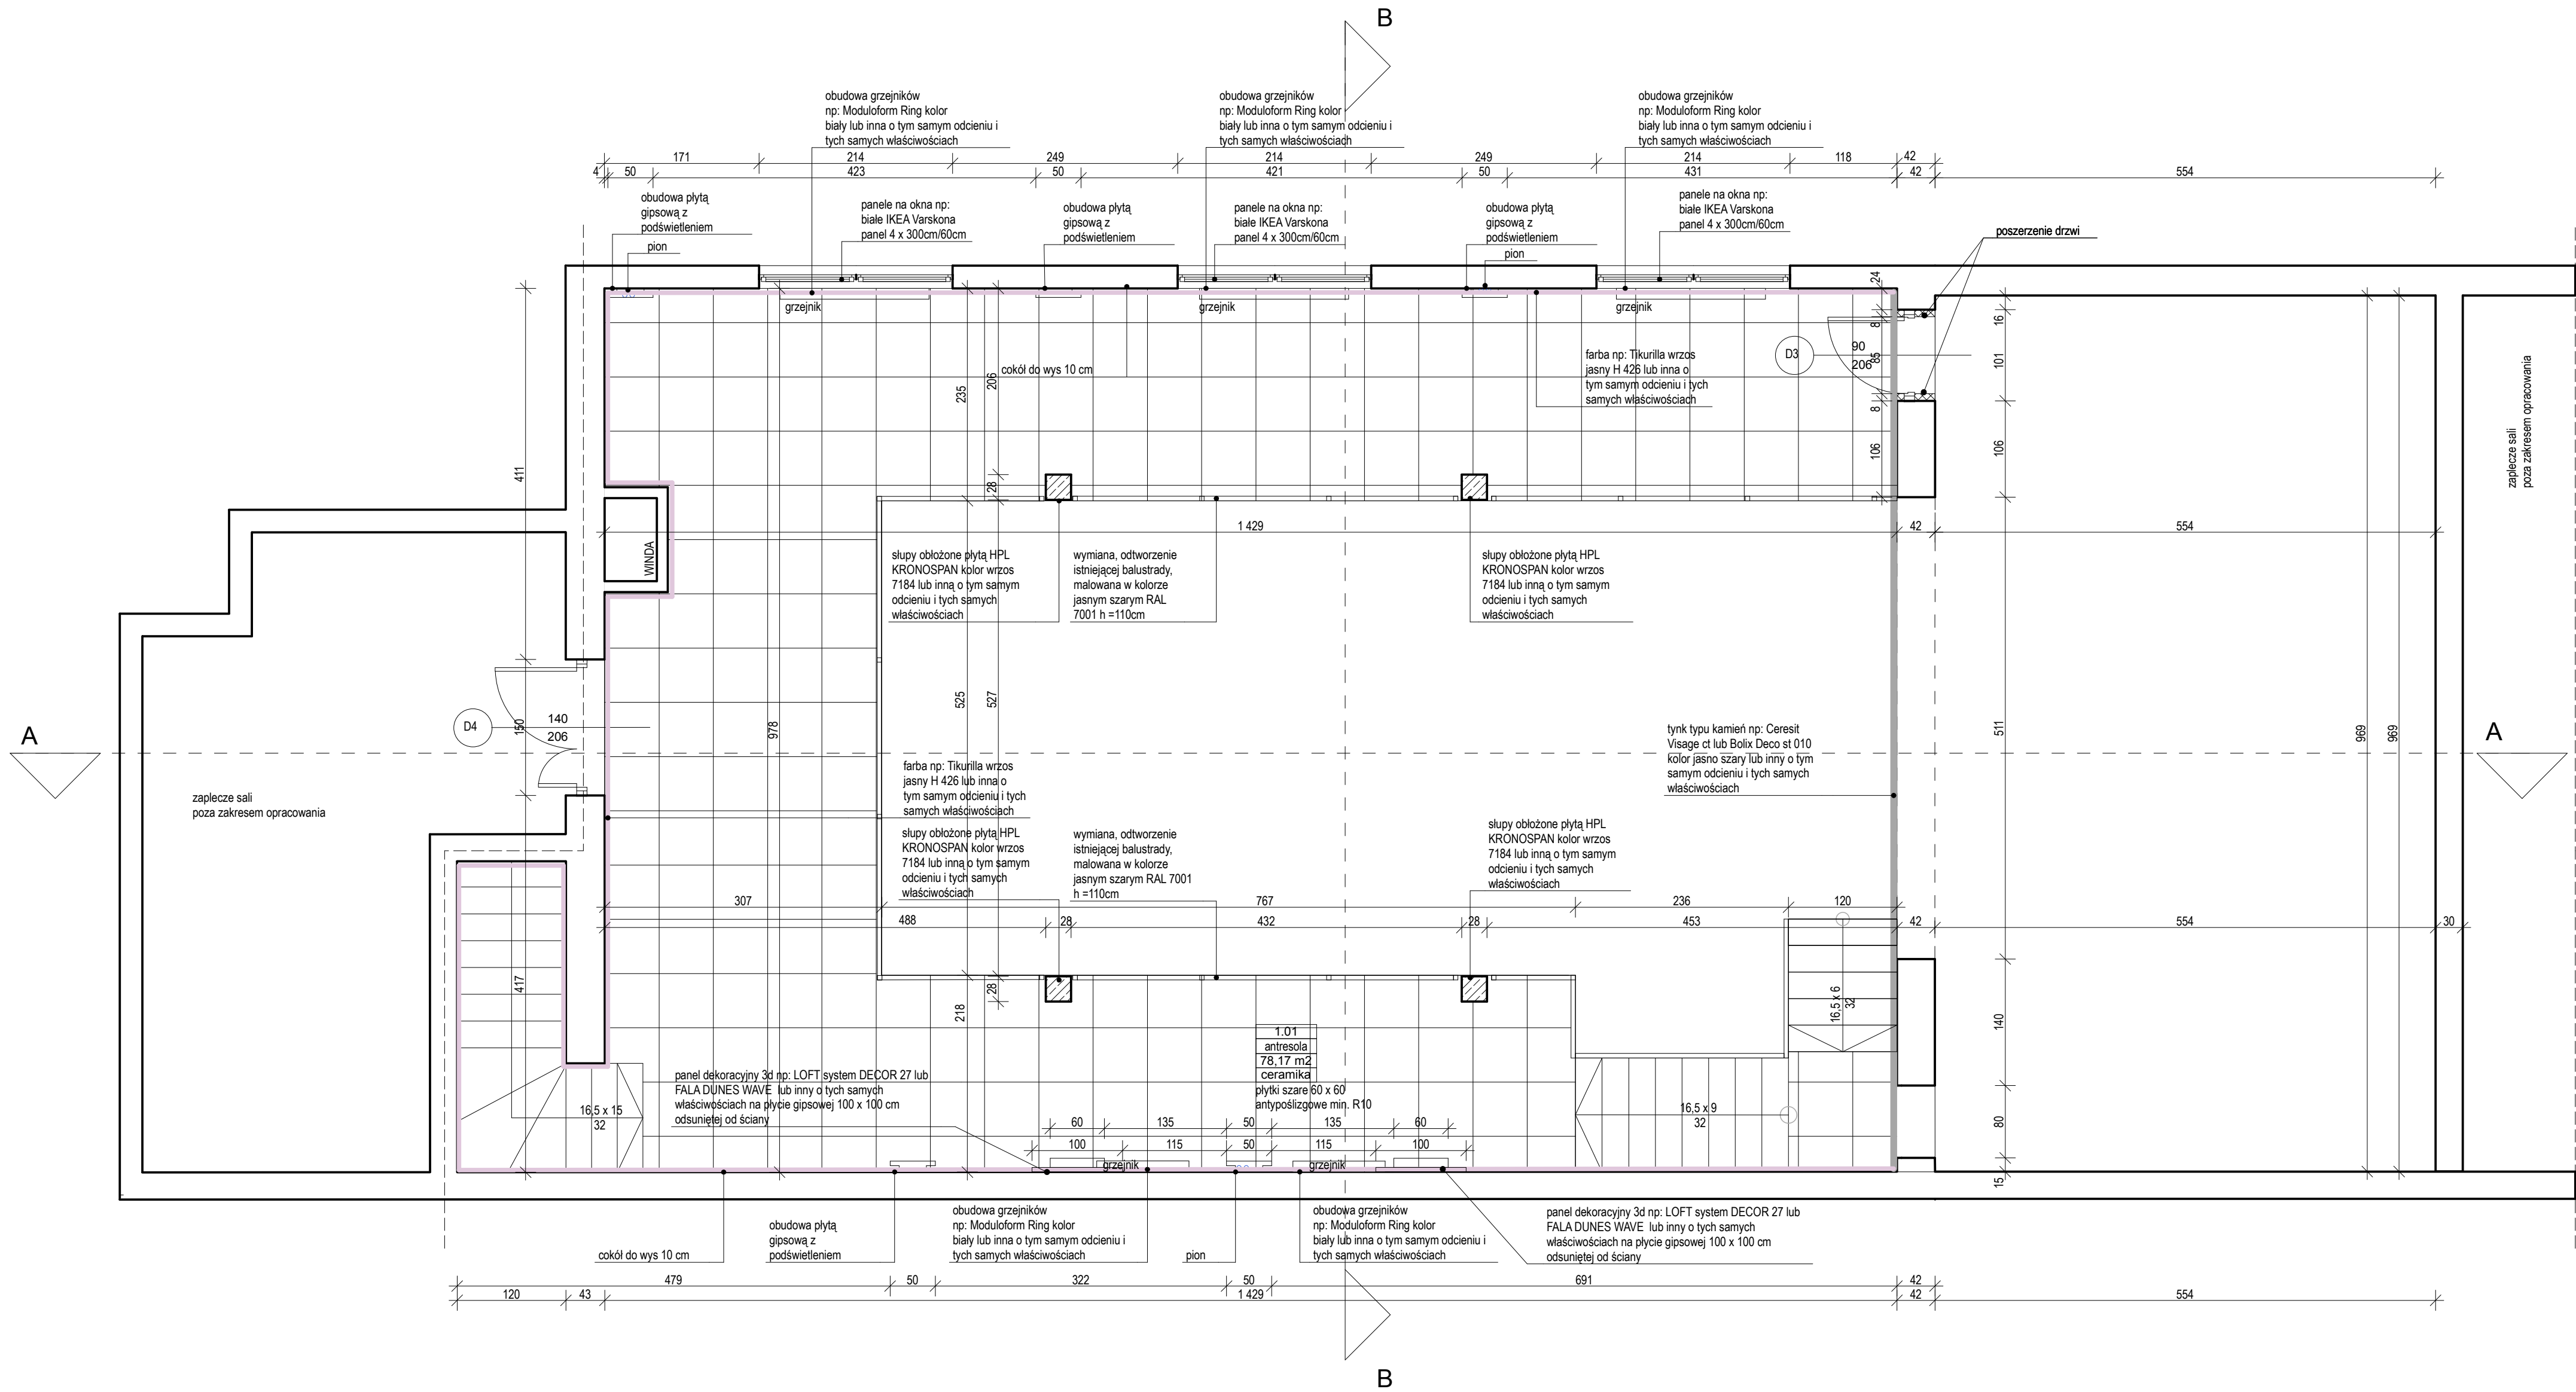 B
obudowa grzejników
np: Moduloform Ring kolor
biały lub inna o tym samym odcieniu i
tych samych właściwościach
obudowa grzejników
np: Moduloform Ring kolor
biały lub inna o tym samym odcieniu i
tych samych właściwościach
obudowa grzejników
np: Moduloform Ring kolor
biały lub inna o tym samym odcieniu i
tych samych właściwościach
171 214 249 214 249 214 118 42
4 50 423 50 421 50 431 42 554
obudowa płytą
gipsową z
podświetleniem
pion
panele na okna np:
białe IKEA Varskona
panel 4 x 300cm/60cm
obudowa płytą
gipsową z
podświetleniem
panele na okna np:
białe IKEA Varskona
panel 4 x 300cm/60cm
obudowa płytą
gipsową z
podświetleniem
pion
panele na okna np:
białe IKEA Varskona
panel 4 x 300cm/60cm
poszerzenie drzwi
grzejnik
grzejnik
grzejnik
24
8
85
8
106
16
101
106
D3
90
206
farba np: Tikurilla wrzos
jasny H 426 lub inna o
tym samym odcieniu i tych
samych właściwościach
cokół do wys 10 cm
235
206
28
411
zaplecze sali
poza zakresem opracowania
WINDA
1 429 42 554
słupy obłożone płytą HPL
KRONOSPAN kolor wrzos
7184 lub inną o tym samym
odcieniu i tych samych
właściwościach
wymiana, odtworzenie
istniejącej balustrady,
malowana w kolorze
jasnym szarym RAL
7001 h =110cm
słupy obłożone płytą HPL
KRONOSPAN kolor wrzos
7184 lub inną o tym samym
odcieniu i tych samych
właściwościach
A
D4
150
140
206
978
525
527
511
969
969
A
tynk typu kamień np: Ceresit
Visage ct lub Bolix Deco st 010
kolor jasno szary lub inny o tym
samym odcieniu i tych samych
właściwościach
zaplecze sali
poza zakresem opracowania
farba np: Tikurilla wrzos
jasny H 426 lub inna o
tym samym odcieniu i tych
samych właściwościach
słupy obłożone płytą HPL
KRONOSPAN kolor wrzos
7184 lub inną o tym samym
odcieniu i tych samych
właściwościach
wymiana, odtworzenie
istniejącej balustrady,
malowana w kolorze
jasnym szarym RAL 7001
h =110cm
słupy obłożone płytą HPL
KRONOSPAN kolor wrzos
7184 lub inną o tym samym
odcieniu i tych samych
właściwościach
307 767 236 120
488 28 432 28 453 42 554 30
417
218
28
16,5 x 6
32
140
80
15
1.01
antresola
78,17 m2
ceramika
płytki szare 60 x 60
antypoślizgowe min. R10
panel dekoracyjny 3d np: LOFT system DECOR 27 lub
FALA DUNES WAVE lub inny o tych samych
właściwościach na płycie gipsowej 100 x 100 cm
odsuniętej od ściany
16,5 x 15
32
16,5 x 9
32
60 135 50 135 60
100 115 50 115 100
grzejnik
grzejnik
cokół do wys 10 cm
obudowa płytą
gipsową z
podświetleniem
obudowa grzejników
np: Moduloform Ring kolor
biały lub inna o tym samym odcieniu i
tych samych właściwościach
pion
obudowa grzejników
np: Moduloform Ring kolor
biały lub inna o tym samym odcieniu i
tych samych właściwościach
panel dekoracyjny 3d np: LOFT system DECOR 27 lub
FALA DUNES WAVE lub inny o tych samych
właściwościach na płycie gipsowej 100 x 100 cm
odsuniętej od ściany
479 50 322 50 691 42
120 43 1 429 42 554
B